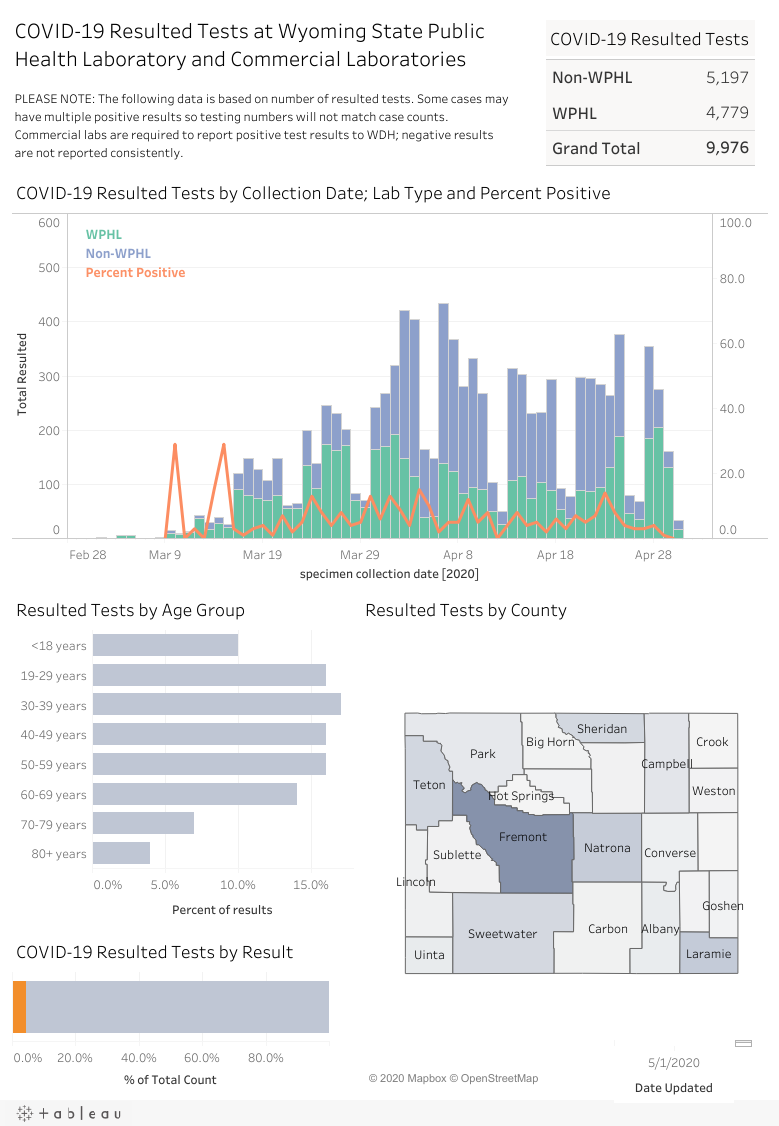 COVID-19 Resulted Tests at Wyoming State Public
Health Laboratory and Commercial Laboratories
PLEASE NOTE: The following data is based on number of resulted tests. Some cases may
have multiple positive results so testing numbers will not match case counts.
Commercial labs are required to report positive test results to WDH; negative results
are not reported consistently.
COVID-19 Resulted Tests
Non-WPHL 5,197
WPHL 4,779
Grand Total 9,976
COVID-19 Resulted Tests by Collection Date; Lab Type and Percent Positive
600 100.0
WPHL
Non-WPHL
Percent Positive
500 80.0
400
60.0
300
40.0
200
100 20.0
0 0.0
Total Resulted
Feb 28 Mar 9 Mar 19 Mar 29 Apr 8 Apr 18 Apr 28
specimen collection date [2020]
Resulted Tests by Age Group
<18 years
19-29 years
30-39 years
40-49 years
50-59 years
60-69 years
70-79 years
80+ years
0.0% 5.0% 10.0% 15.0%
Percent of results
Resulted Tests by County
Sheridan
Big Horn
Crook
Park
Campbell
Teton
Weston
Hot Springs
Fremont
Natrona
Converse
Sublette
Lincoln
Goshen
Carbon
Albany
Sweetwater
Uinta
Laramie
COVID-19 Resulted Tests by Result
0.0% 20.0% 40.0% 60.0% 80.0%
% of Total Count
© 2020 Mapbox © OpenStreetMap
5/1/2020
Date Updated
tableau